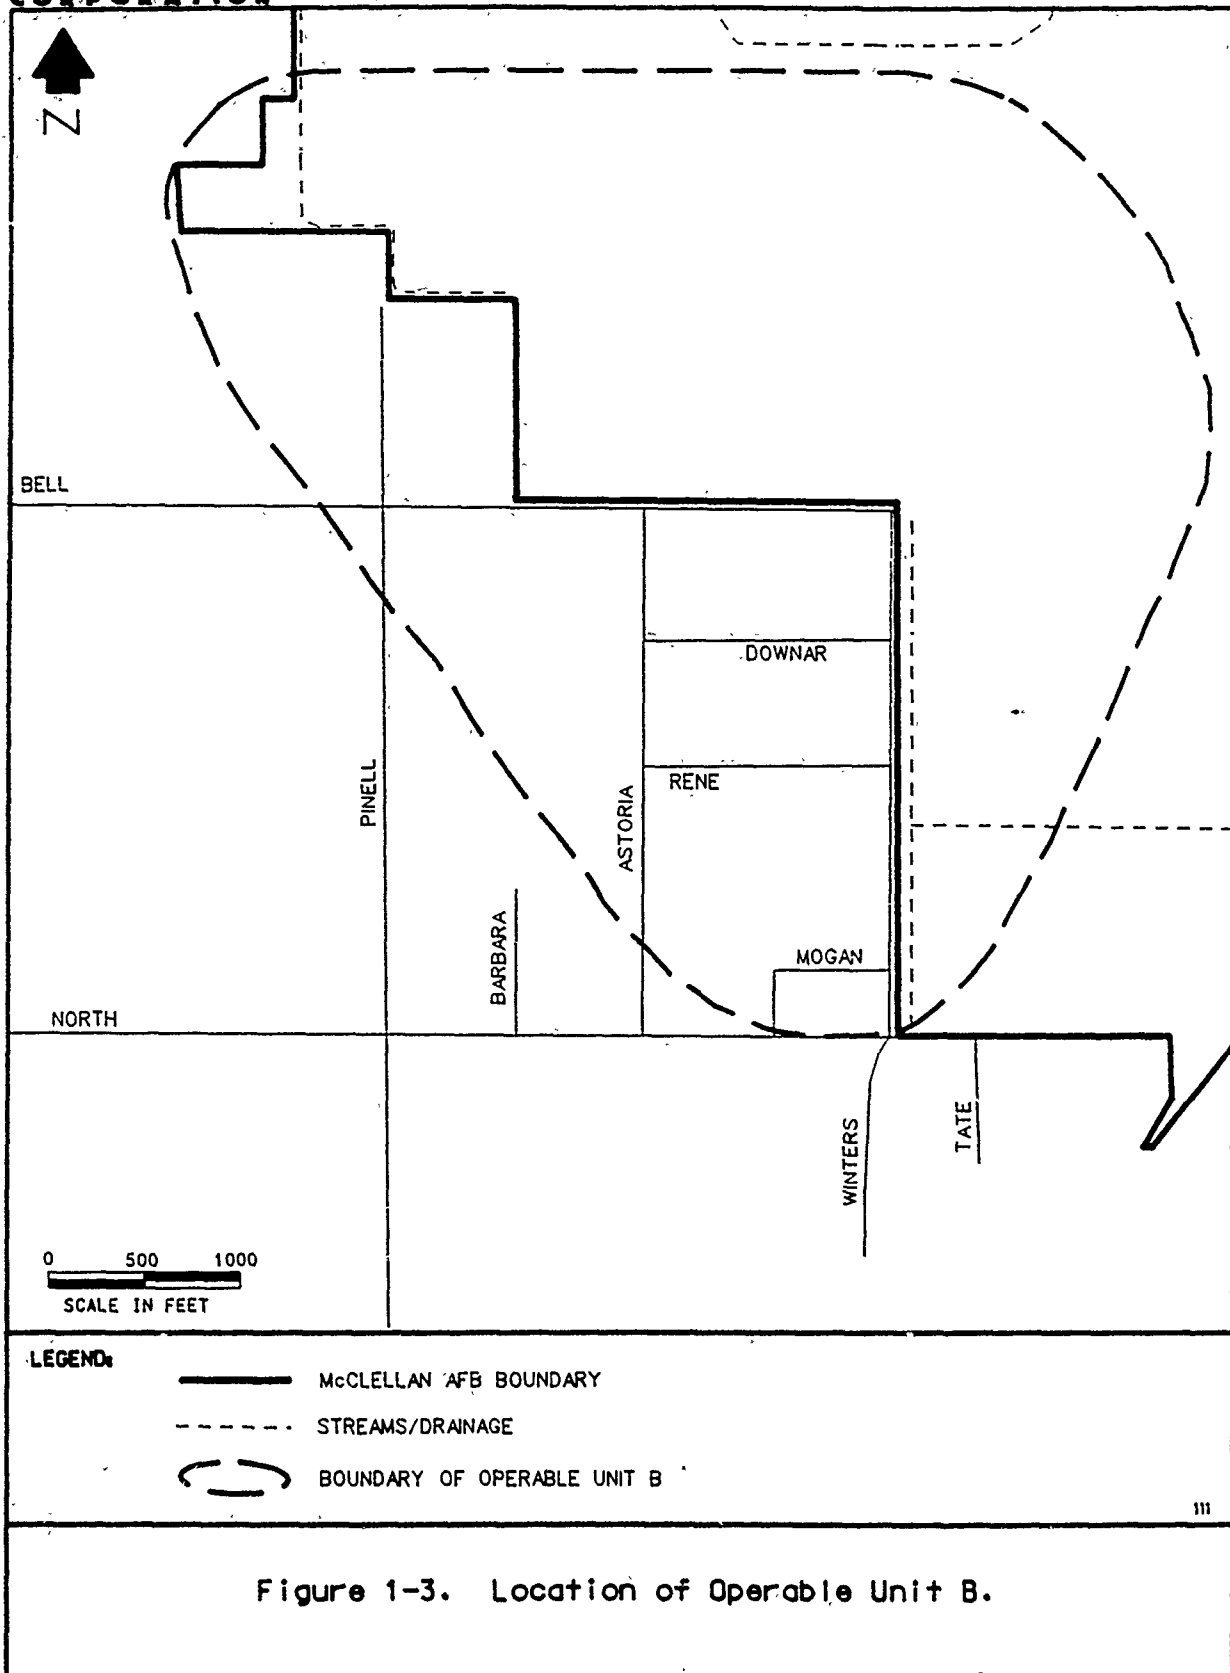 CORPORATION
Z
BELL
DOWNAR
PINELL
RENE
ASTORIA
BARBARA
MOGAN
NORTH
WINTERS
TATE
0 500 1000
SCALE IN FEET
LEGEND:
McCLELLAN AFB BOUNDARY
STREAMS/DRAINAGE
BOUNDARY OF OPERABLE UNIT B
111
Figure 1-3. Location of Operable Unit B.